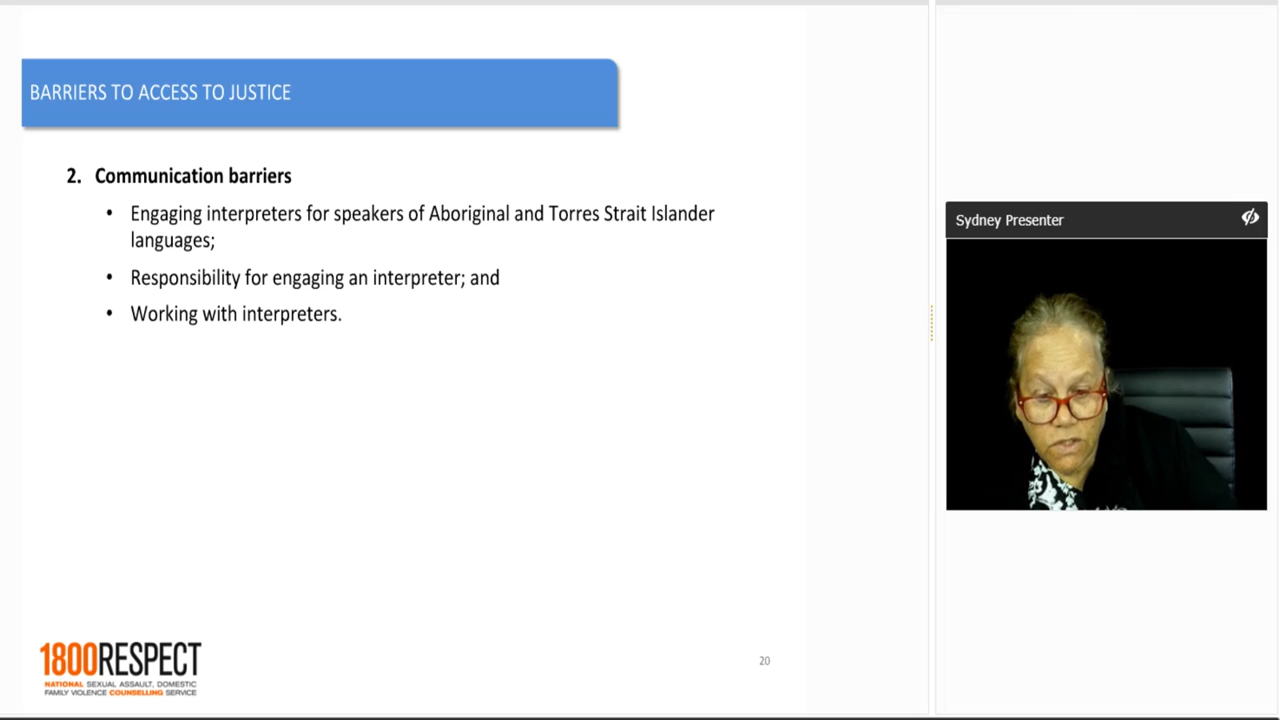 BARRIERS TO ACCESS TO JUSTICE
2. Communication barriers
• Engaging interpreters for speakers of Aboriginal and Torres Strait Islander
languages;
• Responsibility for engaging an interpreter; and
• Working with interpreters.
Sydney Presenter
1800RESPECT
NATIONAL SEXUAL ASSAULT, DOMESTIC
FAMILY VIOLENCE COUNSELLING SERVICE
20